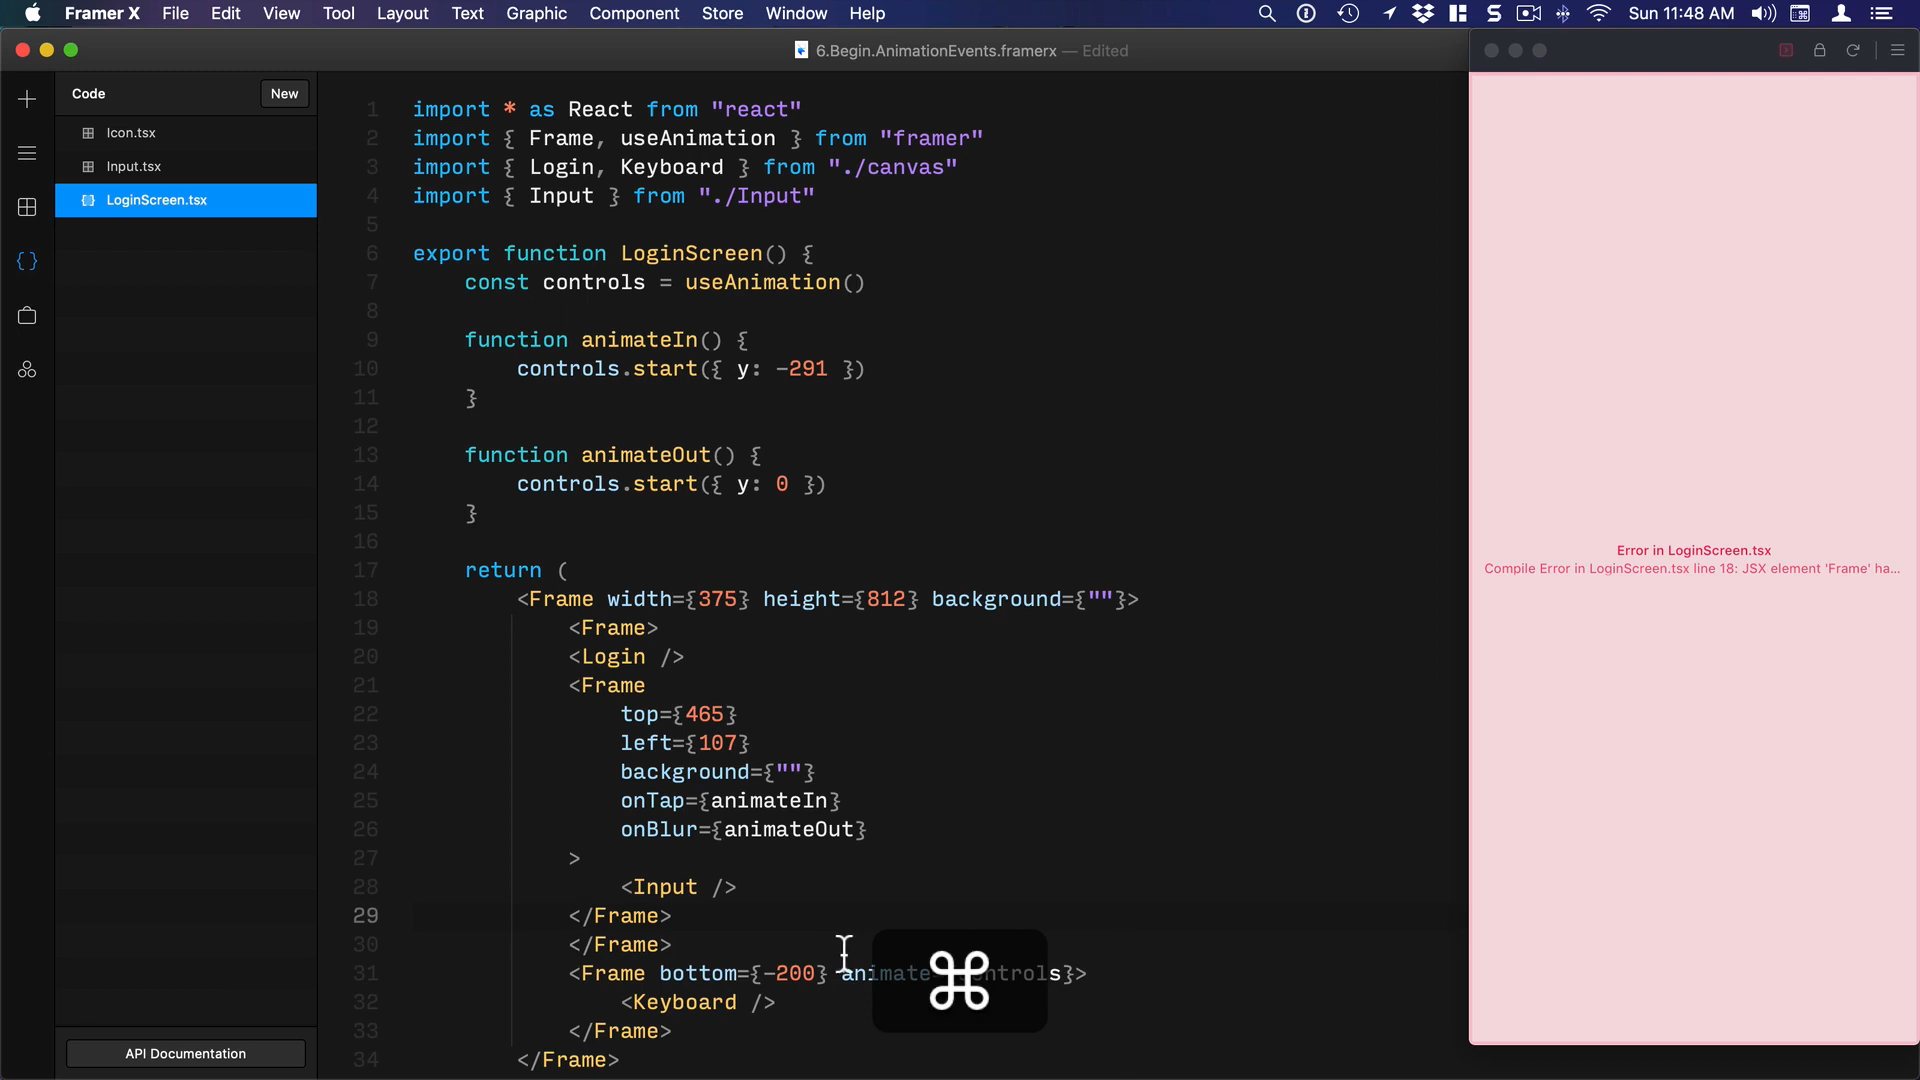 Framer X File Edit View Tool Layout Text Graphic Component Store Window Help Sun 11:48 AM
6.Begin.AnimationEvents.framerx — Edited
Code New
Icon.tsx
Input.tsx
LoginScreen.tsx
API Documentation
1 import * as React from "react"
2 import { Frame, useAnimation } from "framer"
3 import { Login, Keyboard } from "./canvas"
4 import { Input } from "./Input"
5
6 export function LoginScreen() {
7 const controls = useAnimation()
8
9 function animateIn() {
10 controls.start({ y: -291 })
11 }
12
13 function animateOut() {
14 controls.start({ y: 0 })
15 }
16
17 return (
18 <Frame width={375} height={812} background={""}>
19 <Frame>
20 <Login />
21 <Frame
22 top={465}
23 left={107}
24 background={""}
25 onTap={animateIn}
26 onBlur={animateOut}
27 >
28 <Input />
29 </Frame>
30 </Frame>
31 <Frame bottom={-200} animate={controls}>
32 <Keyboard />
33 </Frame>
34 </Frame>
⌘
Error in LoginScreen.tsx
Compile Error in LoginScreen.tsx line 18: JSX element 'Frame' ha...